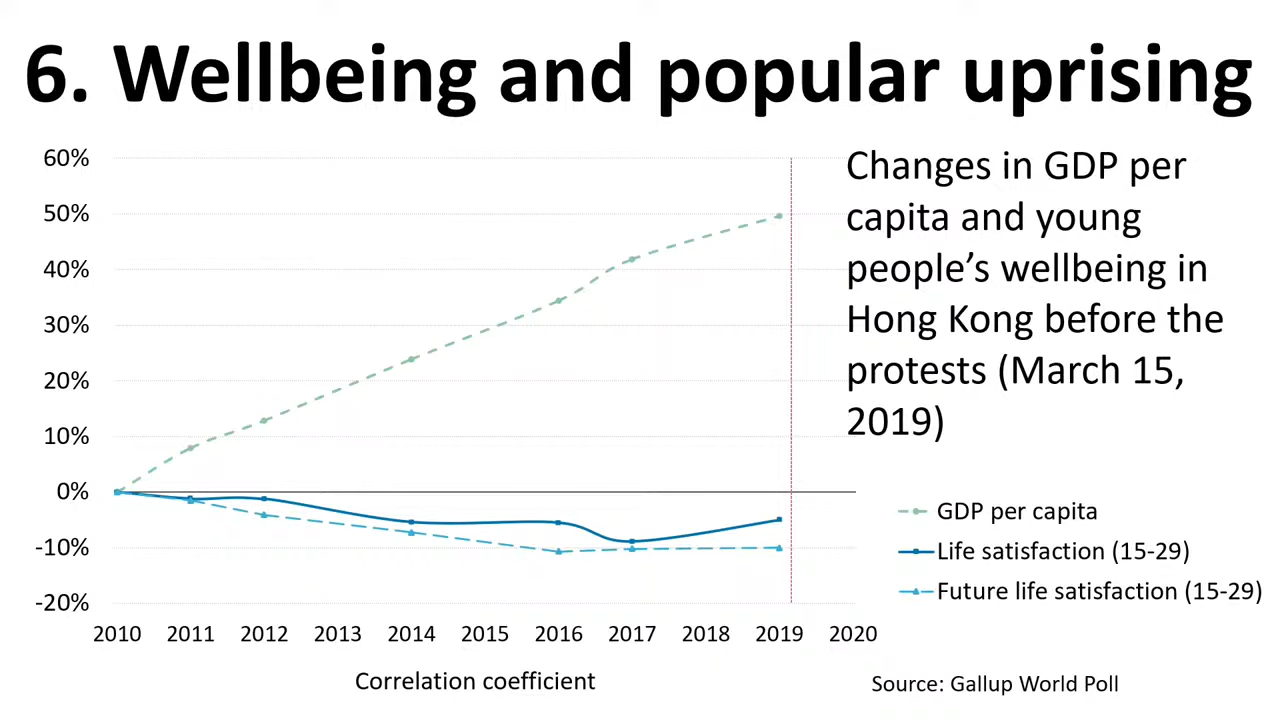 6. Wellbeing and popular uprising
60%
50%
40%
30%
20%
10%
0%
-10%
-20%
2010 2011 2012 2013 2014 2015 2016 2017 2018 2019 2020
Correlation coefficient
Changes in GDP per
capita and young
people’s wellbeing in
Hong Kong before the
protests (March 15,
2019)
GDP per capita
Life satisfaction (15-29)
Future life satisfaction (15-29)
Source: Gallup World Poll